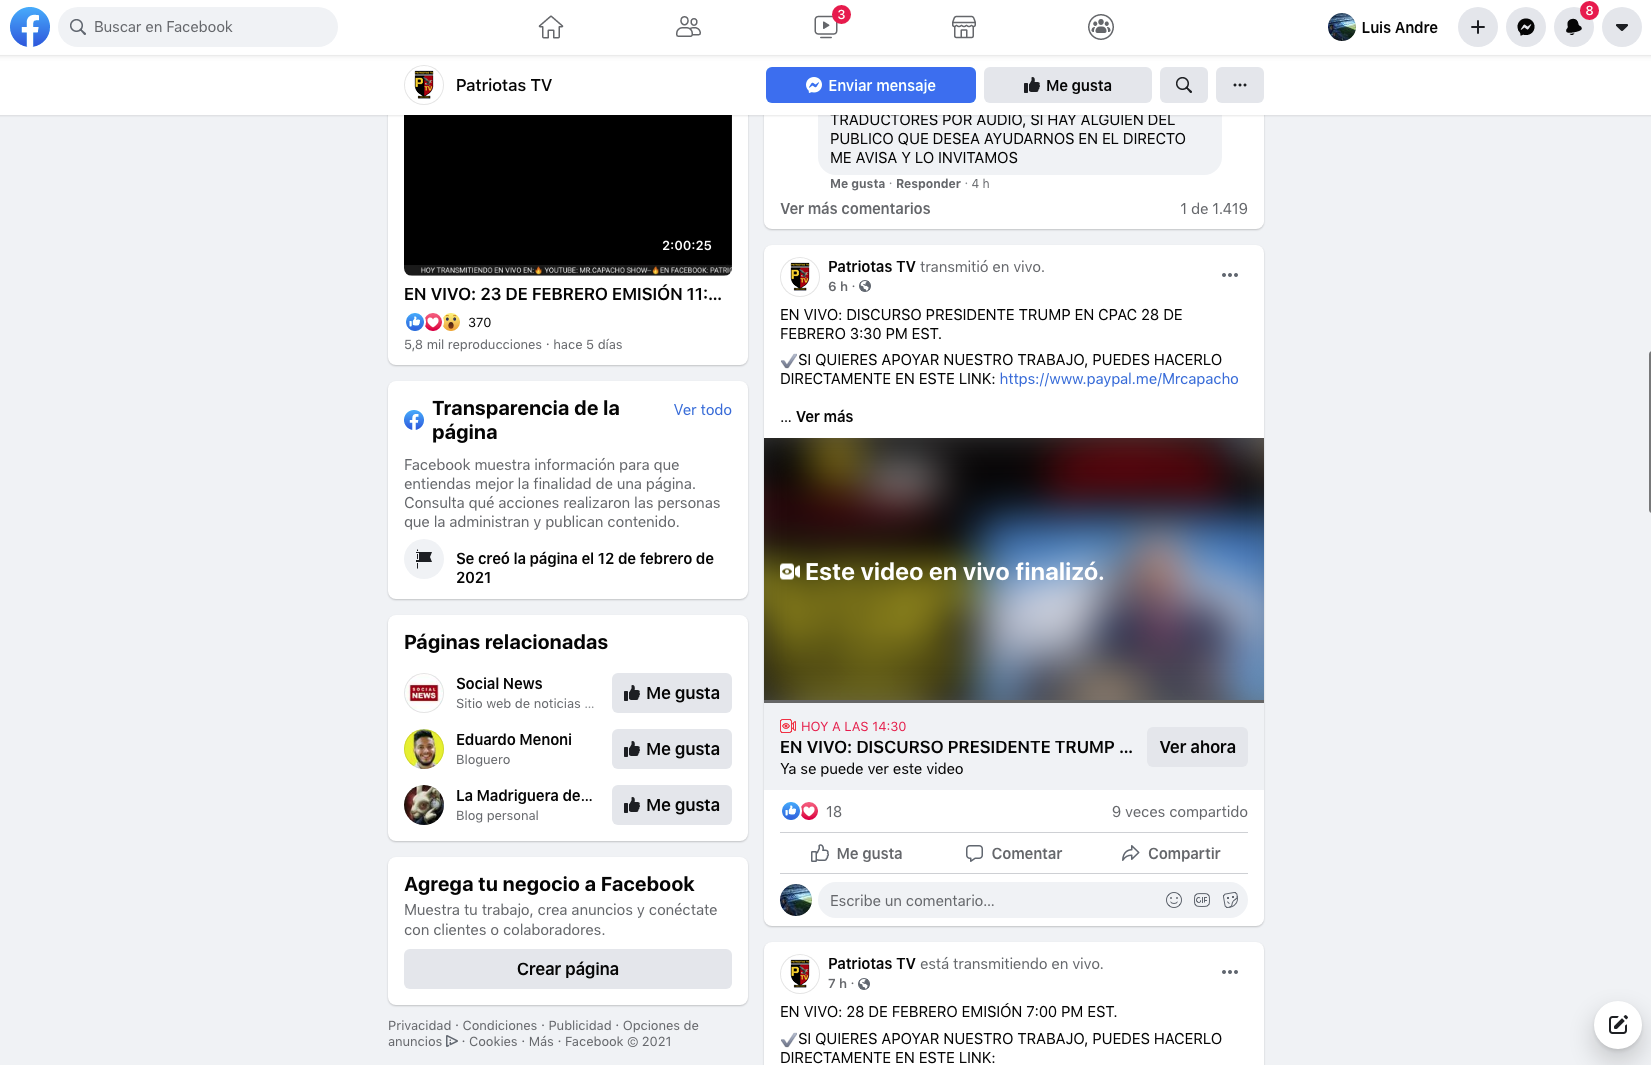 Buscar en Facebook
3
Luis Andre
8
Patriotas TV
Enviar mensaje
Me gusta
2:00:25
HOY TRANSMITIENDO EN VIVO EN:🔥 YOUTUBE: MR.CAPACHO SHOW--🔥EN FACEBOOK:
EN VIVO: 23 DE FEBRERO EMISIÓN 11:...
370
5,8 mil reproducciones · hace 5 días
Transparencia de la
página
Ver todo
Facebook muestra información para que
entiendas mejor la finalidad de una página.
Consulta qué acciones realizaron las personas
que la administran y publican contenido.
Se creó la página el 12 de febrero de
2021
Páginas relacionadas
SOCIAL
NEWS
Social News
Sitio web de noticias ...
Me gusta
Eduardo Menoni
Bloguero
Me gusta
La Madriguera de...
Blog personal
Me gusta
Agrega tu negocio a Facebook
Muestra tu trabajo, crea anuncios y conéctate
con clientes o colaboradores.
Crear página
Privacidad · Condiciones · Publicidad · Opciones de
anuncios · Cookies · Más · Facebook © 2021
TRADUCTORES POR AUDIO, SI HAY ALGUIEN DEL
PUBLICO QUE DESEA AYUDARNOS EN EL DIRECTO
ME AVISA Y LO INVITAMOS
Me gusta · Responder · 4 h
Ver más comentarios
1 de 1.419
Patriotas TV transmitió en vivo.
6 h ·
EN VIVO: DISCURSO PRESIDENTE TRUMP EN CPAC 28 DE
FEBRERO 3:30 PM EST.
✔SI QUIERES APOYAR NUESTRO TRABAJO, PUEDES HACERLO
DIRECTAMENTE EN ESTE LINK: https://www.paypal.me/Mrcapacho
... Ver más
Este video en vivo finalizó.
HOY A LAS 14:30
EN VIVO: DISCURSO PRESIDENTE TRUMP ...
Ya se puede ver este video
Ver ahora
18
9 veces compartido
Me gusta
Comentar
Compartir
Escribe un comentario...
GIF
Patriotas TV está transmitiendo en vivo.
7 h ·
EN VIVO: 28 DE FEBRERO EMISIÓN 7:00 PM EST.
✔SI QUIERES APOYAR NUESTRO TRABAJO, PUEDES HACERLO
DIRECTAMENTE EN ESTE LINK: